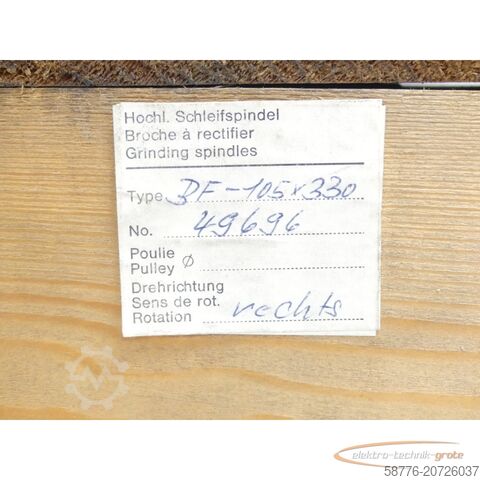 Hochl. Schleifspindel
Broche à rectifier
Grinding spindles
Type DF-105x330
No. 49696
Poulie
Pulley ø
Drehrichtung
Sens de rot.
Rotation rechts
elektro-technik-grote
58776-20726037